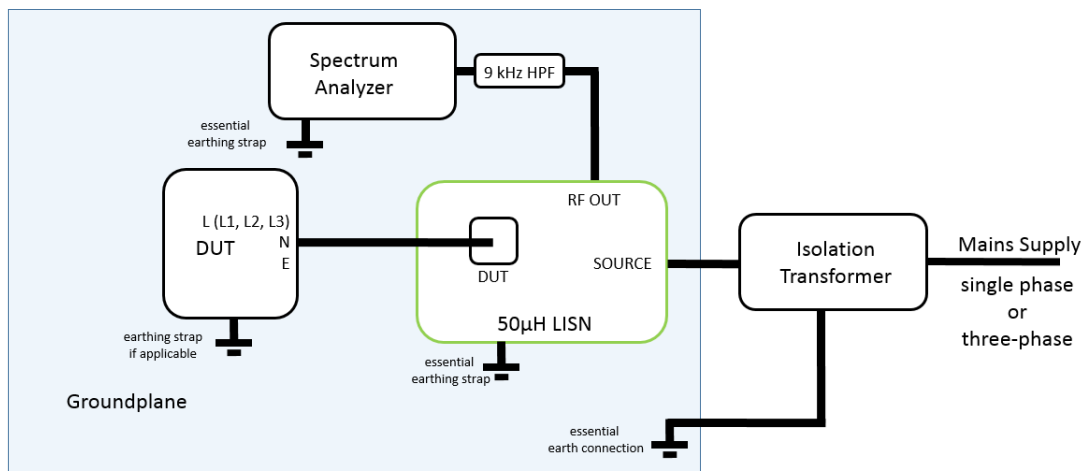 Spectrum
Analyzer
9 kHz HPF
essential
earthing strap
RF OUT
L (L1, L2, L3)
DUT
N
E
DUT
SOURCE
50µH LISN
Isolation
Transformer
Mains Supply
single phase
or
three-phase
earthing strap
if applicable
essential
earthing strap
Groundplane
essential
earth connection